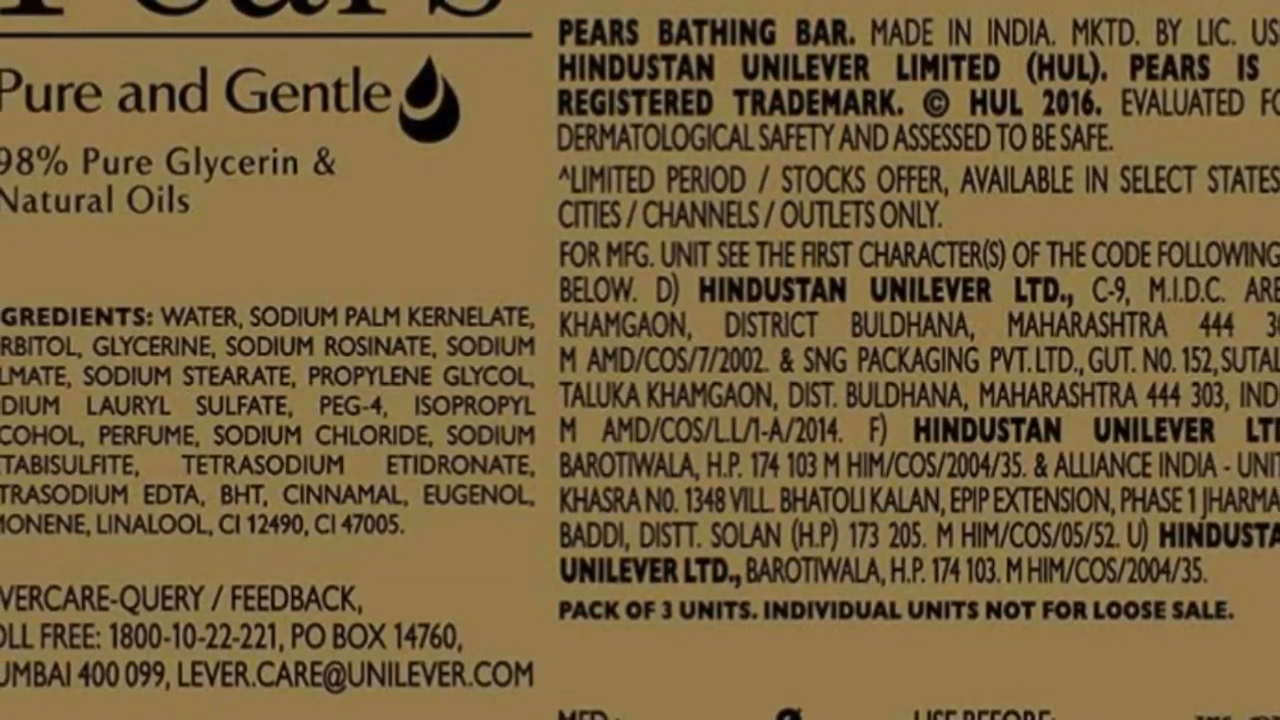 Pears
Pure and Gentle
98% Pure Glycerin &
Natural Oils
GREDIENTS: WATER, SODIUM PALM KERNELATE,
RBITOL, GLYCERINE, SODIUM ROSINATE, SODIUM
LMATE, SODIUM STEARATE, PROPYLENE GLYCOL,
DIUM LAURYL SULFATE, PEG-4, ISOPROPYL
COHOL, PERFUME, SODIUM CHLORIDE, SODIUM
TABISULFITE, TETRASODIUM ETIDRONATE,
TRASODIUM EDTA, BHT, CINNAMAL, EUGENOL,
MONENE, LINALOOL, CI 12490, CI 47005.
VERCARE-QUERY / FEEDBACK,
OLL FREE: 1800-10-22-221, PO BOX 14760,
UMBAI 400 099, LEVER.CARE@UNILEVER.COM
PEARS BATHING BAR. MADE IN INDIA. MKTD. BY LIC. US
HINDUSTAN UNILEVER LIMITED (HUL). PEARS IS
REGISTERED TRADEMARK. © HUL 2016. EVALUATED FO
DERMATOLOGICAL SAFETY AND ASSESSED TO BE SAFE.
^LIMITED PERIOD / STOCKS OFFER, AVAILABLE IN SELECT STATES
CITIES / CHANNELS / OUTLETS ONLY.
FOR MFG. UNIT SEE THE FIRST CHARACTER(S) OF THE CODE FOLLOWING
BELOW. D) HINDUSTAN UNILEVER LTD., C-9, M.I.D.C. ARE
KHAMGAON, DISTRICT BULDHANA, MAHARASHTRA 444 3
M AMD/COS/7/2002. & SNG PACKAGING PVT.LTD., GUT. NO. 152, SUTAL
TALUKA KHAMGAON, DIST. BULDHANA, MAHARASHTRA 444 303, IND
M AMD/COS/L.L/1-A/2014. F) HINDUSTAN UNILEVER LTD
BAROTIWALA, H.P. 174 103 M HIM/COS/2004/35. & ALLIANCE INDIA - UNIT
KHASRA NO. 1348 VILL. BHATOLI KALAN, EPIP EXTENSION, PHASE 1 JHARMA
BADDI, DISTT. SOLAN (H.P) 173 205. M HIM/COS/05/52. U) HINDUSTA
UNILEVER LTD., BAROTIWALA, H.P. 174 103. M HIM/COS/2004/35.
PACK OF 3 UNITS. INDIVIDUAL UNITS NOT FOR LOOSE SALE.
USE BEFORE: